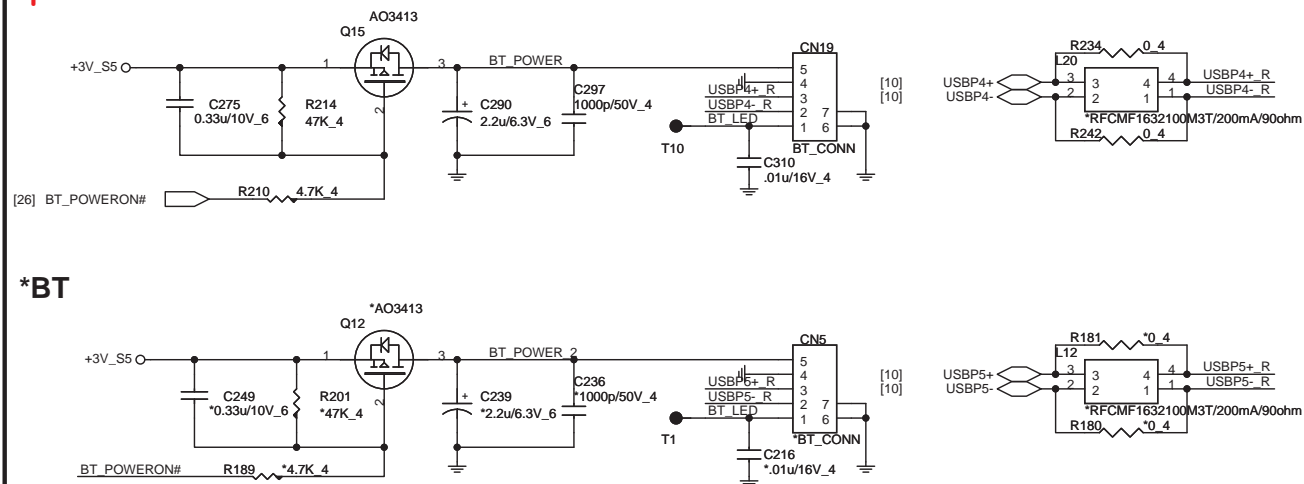 AO3413
Q15
+3V_S5
1
3
2
BT_POWER
C275
0.33u/10V_6
R214
47K_4
C290
+
2.2u/6.3V_6
C297
1000p/50V_4
[26] BT_POWERON#
R210
4.7K_4
CN19
5
4
USBP4+_R
3
USBP4-_R
2
7
BT_LED
1
6
T10
BT_CONN
C310
.01u/16V_4
[10]
[10]
R234
0_4
L20
USBP4+
3
3
4
4
USBP4+_R
USBP4-
2
2
1
1
USBP4-_R
*RFCMF1632100M3T/200mA/90ohm
R242
0_4
*BT
*AO3413
Q12
+3V_S5
1
3
2
BT_POWER_2
C249
*0.33u/10V_6
R201
*47K_4
C239
+
*2.2u/6.3V_6
C236
*1000p/50V_4
BT_POWERON#
R189
*4.7K_4
CN5
5
4
USBP5+_R
3
USBP5-_R
2
7
BT_LED
1
6
T1
*BT_CONN
C216
*.01u/16V_4
[10]
[10]
R181
*0_4
L12
USBP5+
3
3
4
4
USBP5+_R
USBP5-
2
2
1
1
USBP5-_R
*RFCMF1632100M3T/200mA/90ohm
R180
*0_4